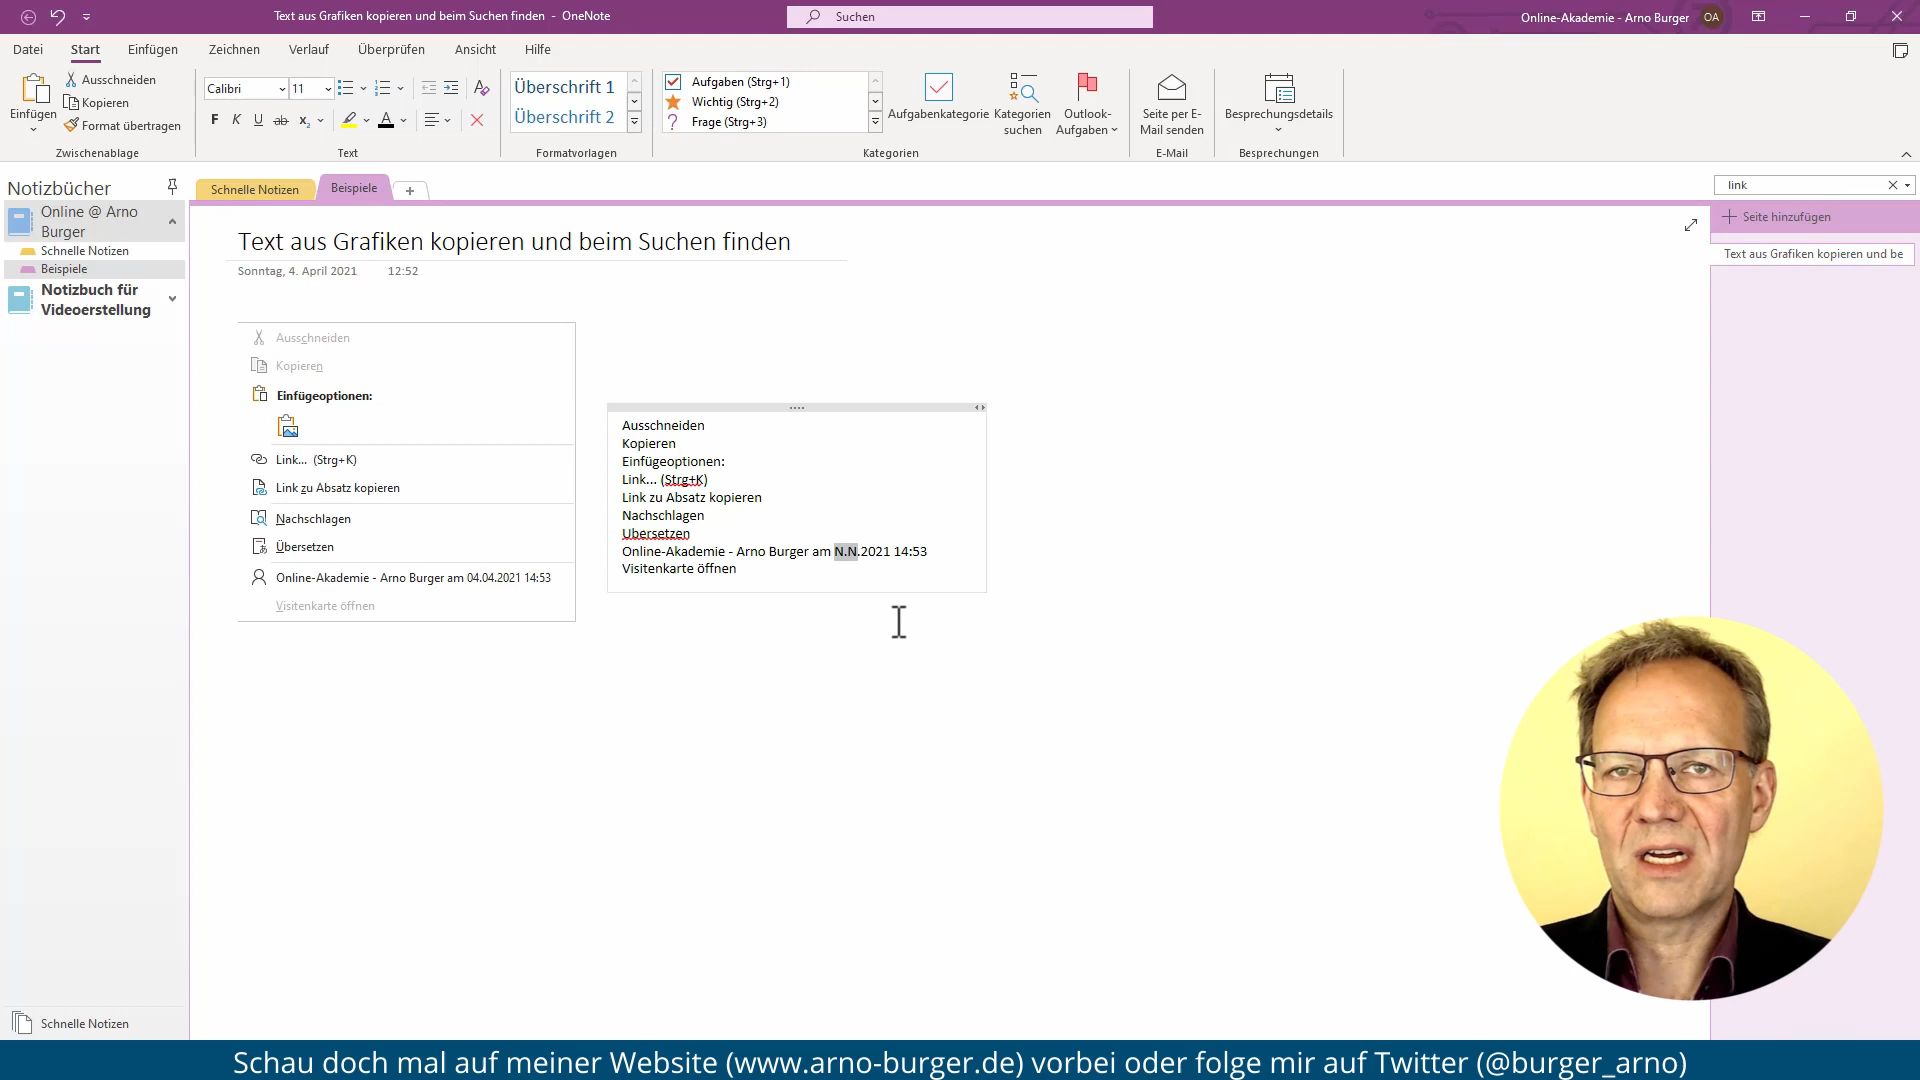 Text aus Grafiken kopieren und beim Suchen finden - OneNote
Suchen
Online-Akademie - Arno Burger
OA
Datei
Start
Einfügen
Zeichnen
Verlauf
Überprüfen
Ansicht
Hilfe
Einfügen
Ausschneiden
Kopieren
Format übertragen
Zwischenablage
Calibri
11
F K U ab x₂ A
Text
Überschrift 1
Überschrift 2
Formatvorlagen
Aufgaben (Strg+1)
Wichtig (Strg+2)
Frage (Strg+3)
Aufgabenkategorie
Kategorien
suchen
Outlook-
Aufgaben
Kategorien
Seite per E-
Mail senden
E-Mail
Besprechungsdetails
Besprechungen
Notizbücher
Online @ Arno
Burger
Schnelle Notizen
Beispiele
Notizbuch für
Videoerstellung
Schnelle Notizen
Schnelle Notizen
Beispiele
link
Seite hinzufügen
Text aus Grafiken kopieren und be
Text aus Grafiken kopieren und beim Suchen finden
Sonntag, 4. April 2021
12:52
Ausschneiden
Kopieren
Einfügeoptionen:
Link... (Strg+K)
Link zu Absatz kopieren
Nachschlagen
Übersetzen
Online-Akademie - Arno Burger am 04.04.2021 14:53
Visitenkarte öffnen
Ausschneiden
Kopieren
Einfügeoptionen:
Link... (Strg+K)
Link zu Absatz kopieren
Nachschlagen
Ubersetzen
Online-Akademie - Arno Burger am N.N.2021 14:53
Visitenkarte öffnen
Schau doch mal auf meiner Website (www.arno-burger.de) vorbei oder folge mir auf Twitter (@burger_arno)